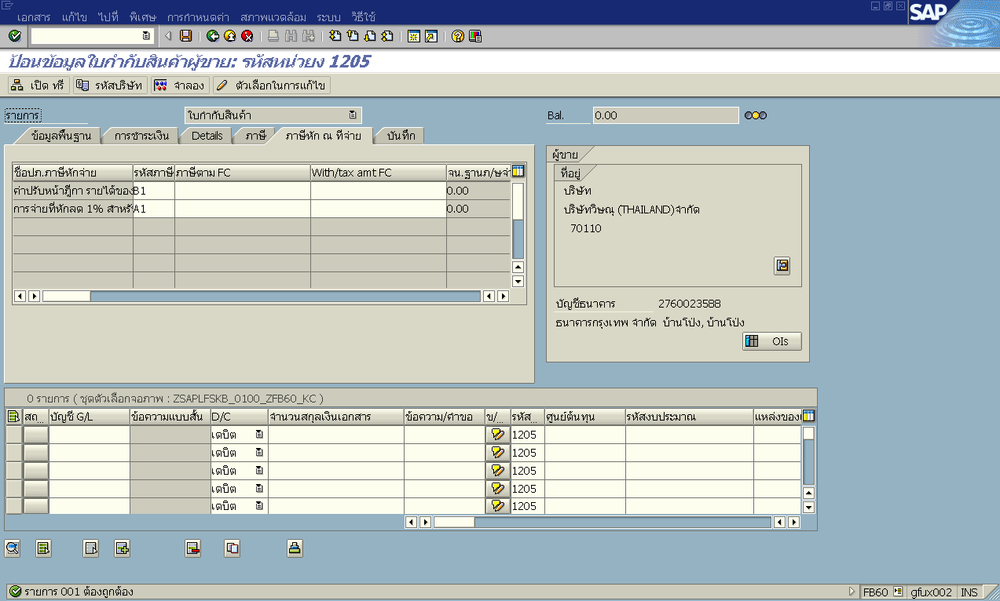 เอกสาร แก้ไข ไปที่ พิเศษ การกำหนดค่า สภาพแวดล้อม ระบบ วิธีใช้
SAP
ป้อนข้อมูลใบกำกับสินค้าผู้ขาย: รหัสหน่วยง 1205
เปิด ทรี รหัสบริษัท จำลอง ตัวเลือกในการแก้ไข
รายการ ใบกำกับสินค้า Bal. 0.00
ข้อมูลพื้นฐาน การชำระเงิน Details ภาษี ภาษีหัก ณ ที่จ่าย บันทึก
ชื่อปภ.ภาษีหักจ่าย รหัสภาษี ภาษีตาม FC With/tax amt FC จน.ฐานภ/ษจ่
ค่าปรับหน้าฎีกา รายได้ของ B1 0.00
การจ่ายที่หักลด 1% สำหรั A1 0.00
ผู้ขาย
ที่อยู่
บริษัท
บริษัทวิษณุ (THAILAND)จำกัด
70110
บัญชีธนาคาร 2760023588
ธนาคารกรุงเทพ จำกัด บ้านโป่ง, บ้านโป่ง
OIs
0 รายการ ( ชุดตัวเลือกจอภาพ : ZSAPLFSKB_0100_ZFB60_KC )
สถ... บัญชี G/L ข้อความแบบสั้น D/C จำนวนสกุลเงินเอกสาร ข้อความ/คำขอ ข/... รหัส... ศูนย์ต้นทุน รหัสงบประมาณ แหล่งของ
เดบิต 1205
เดบิต 1205
เดบิต 1205
เดบิต 1205
เดบิต 1205
รายการ 001 ต้องถูกต้อง FB60 gfux002 INS